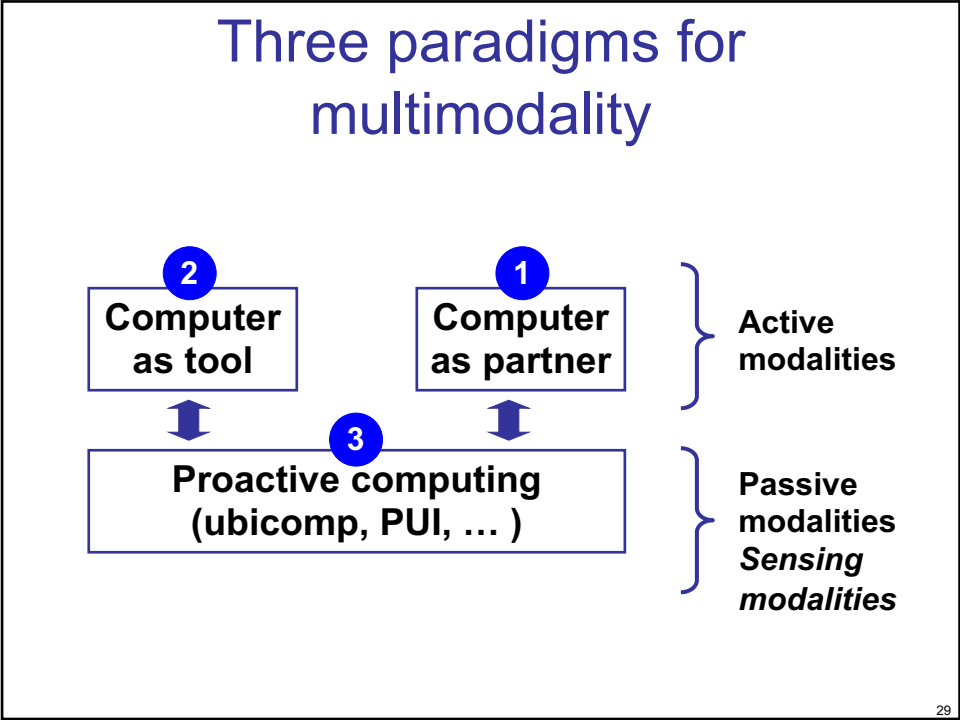 Three paradigms for
multimodality
2
Computer
as tool
1
Computer
as partner
Active
modalities
3
Proactive computing
(ubicomp, PUI, … )
Passive
modalities
Sensing
modalities
29